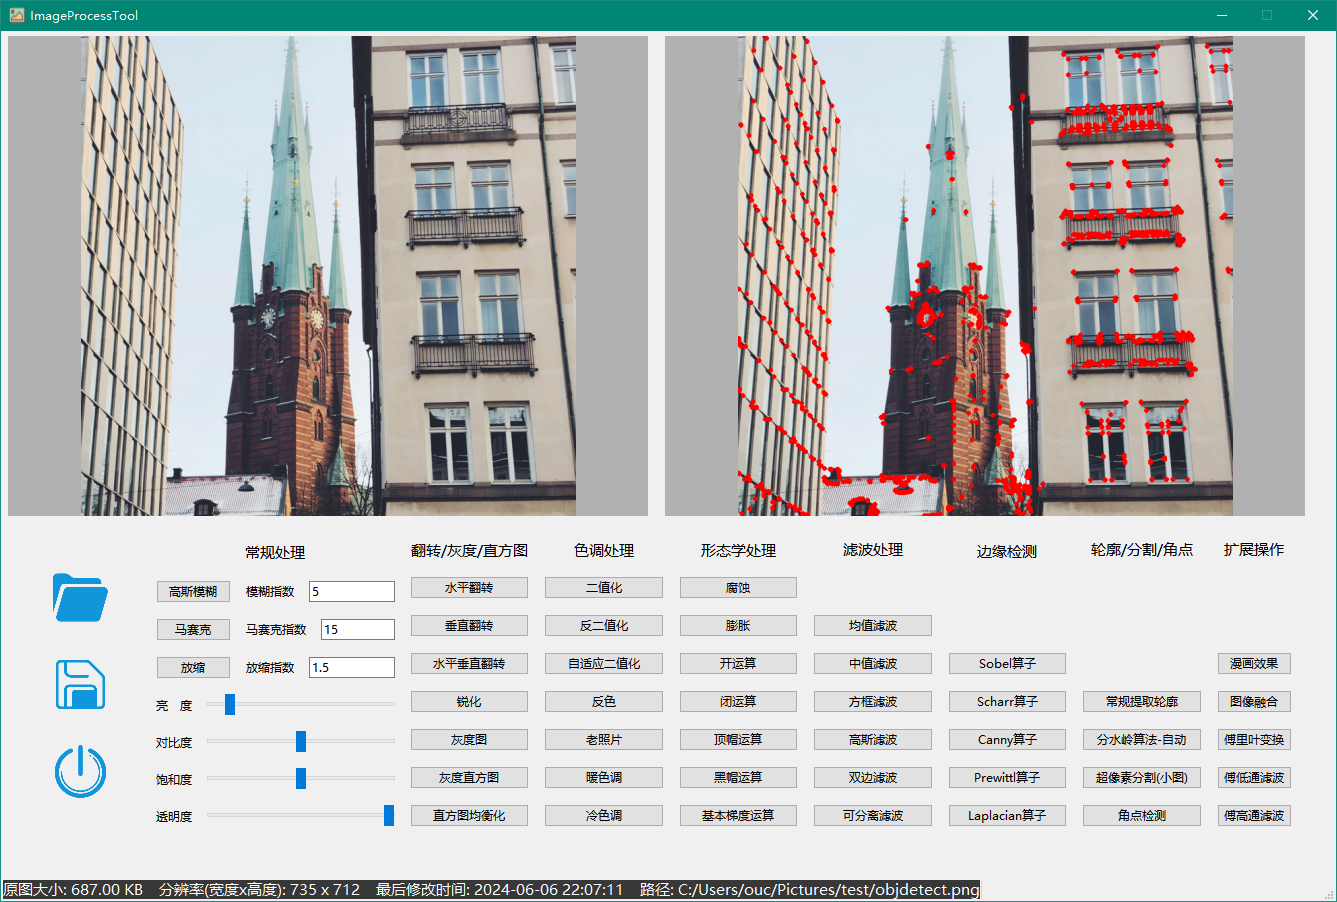 ImageProcessTool
常规处理 翻转/灰度/直方图 色调处理 形态学处理 滤波处理 边缘检测 轮廓/分割/角点 扩展操作
高斯模糊 模糊指数 5 水平翻转 二值化 腐蚀
马赛克 马赛克指数 15 垂直翻转 反二值化 膨胀 均值滤波
放缩 放缩指数 1.5 水平垂直翻转 自适应二值化 开运算 中值滤波 Sobel算子 漫画效果
亮 度 锐化 反色 闭运算 方框滤波 Scharr算子 常规提取轮廓 图像融合
对比度 灰度图 老照片 顶帽运算 高斯滤波 Canny算子 分水岭算法-自动 傅里叶变换
饱和度 灰度直方图 暖色调 黑帽运算 双边滤波 Prewittl算子 超像素分割(小图) 傅低通滤波
透明度 直方图均衡化 冷色调 基本梯度运算 可分离滤波 Laplacian算子 角点检测 傅高通滤波
原图大小: 687.00 KB 分辨率(宽度x高度): 735 x 712 最后修改时间: 2024-06-06 22:07:11 路径: C:/Users/ouc/Pictures/test/objdetect.png